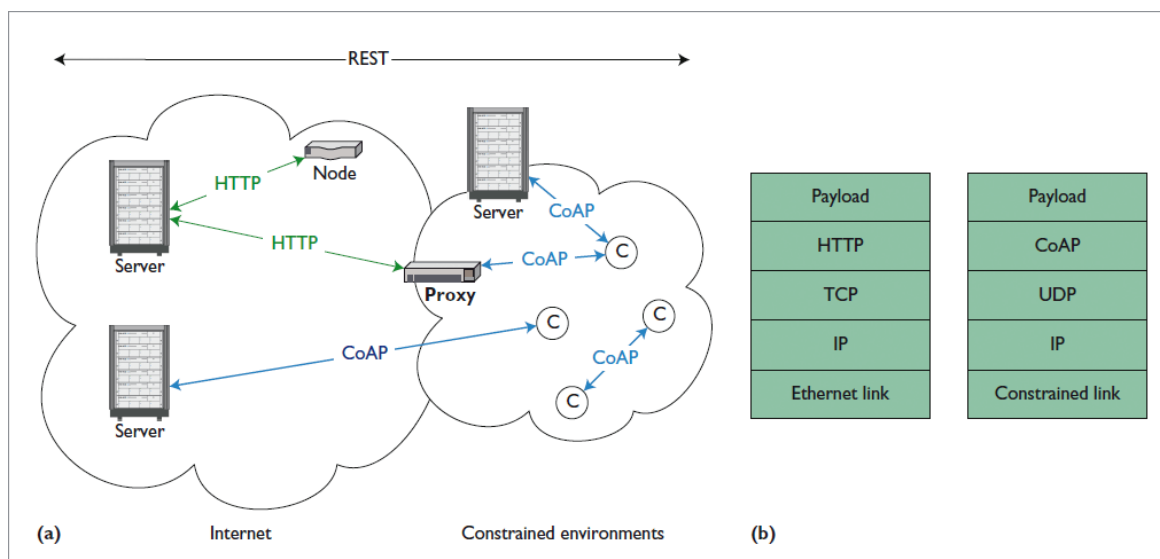 REST
HTTP
Node
Server
HTTP
Server
CoAP
CoAP
C
Proxy
C
C
CoAP
CoAP
C
Server
(a)
Internet
Constrained environments
Payload
HTTP
TCP
IP
Ethernet link
Payload
CoAP
UDP
IP
Constrained link
(b)